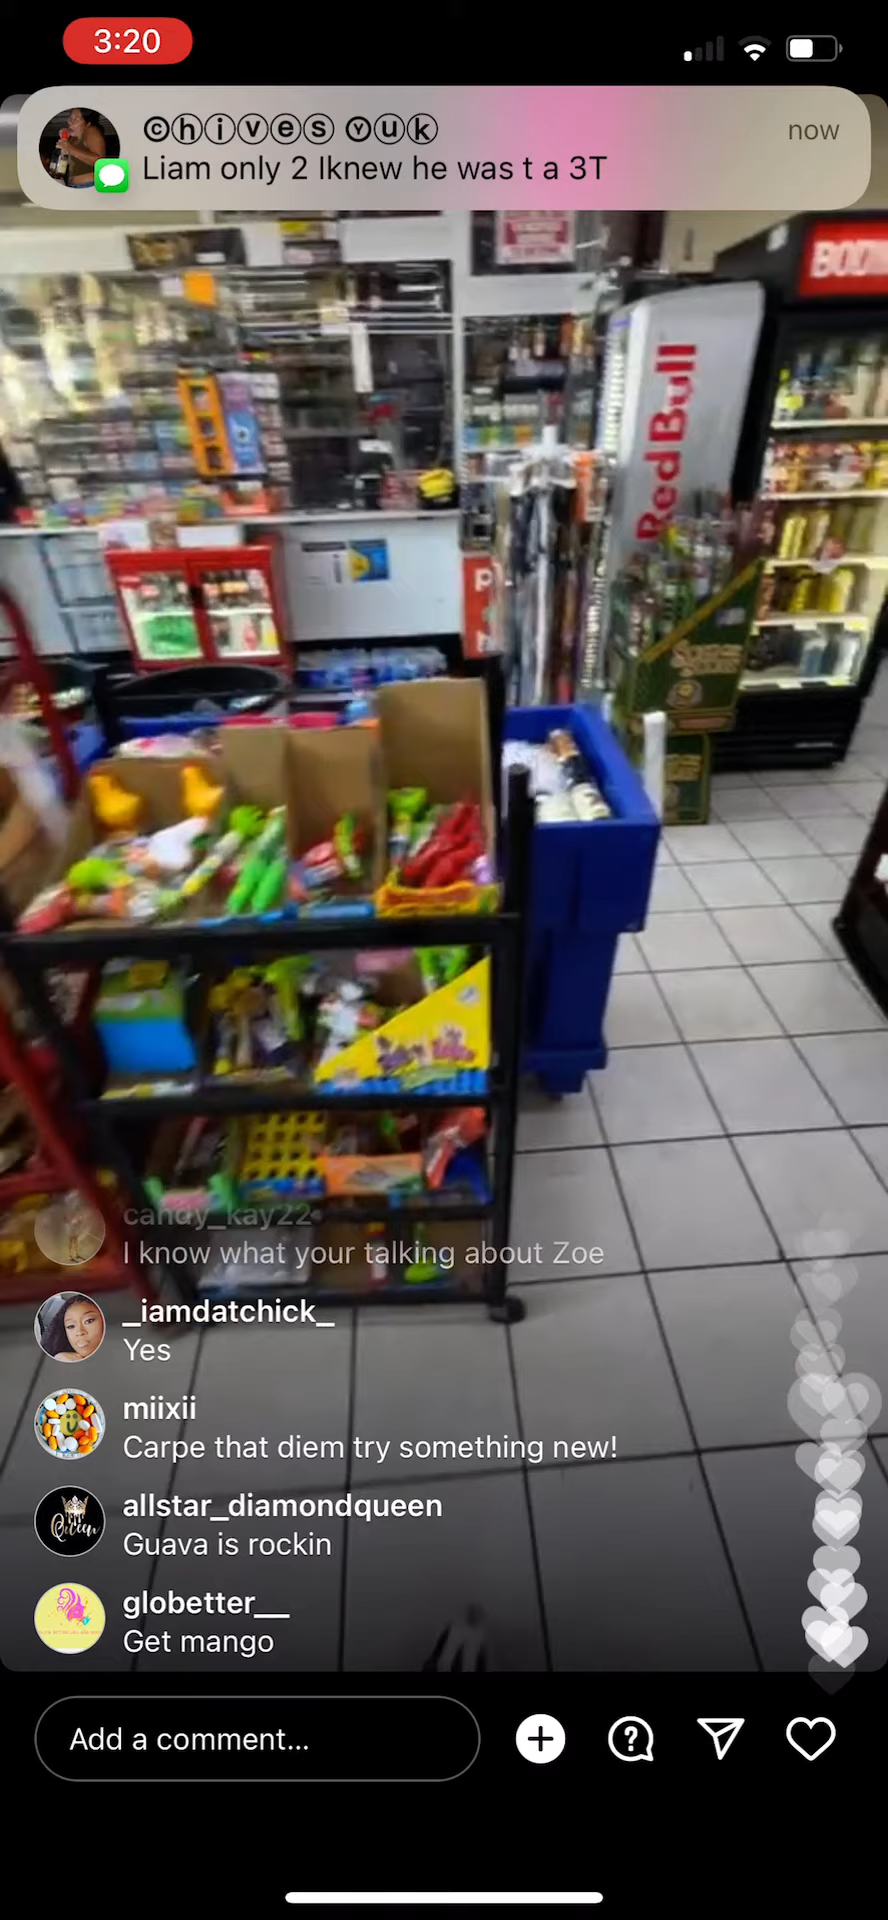 3:20
Ⓒⓗⓘⓥⓔⓢ Ⓨⓤⓚ
now
Liam only 2 Iknew he was t a 3T
Red Bull
candy_kay22
I know what your talking about Zoe
_iamdatchick_
Yes
miixii
Carpe that diem try something new!
allstar_diamondqueen
Queen
Guava is rockin
globetter__
Get mango
Add a comment...